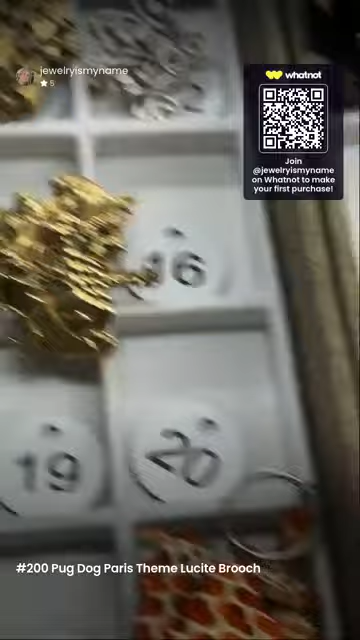 jewelryismyname
★5
whatnot
Join
@jewelryismyname
on Whatnot to make
your first purchase!
16
19
20
#200 Pug Dog Paris Theme Lucite Brooch